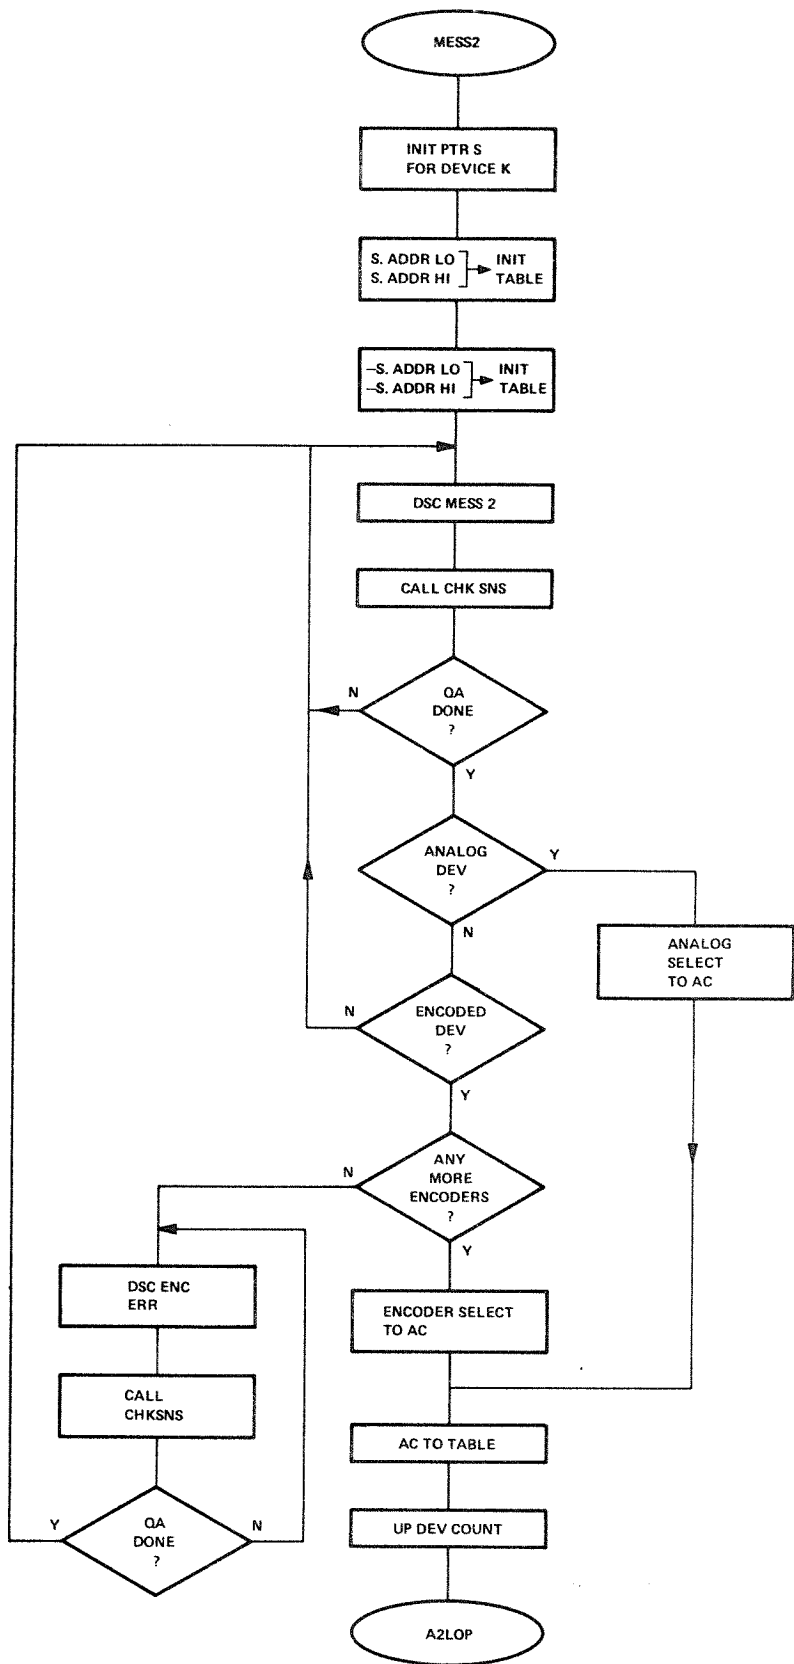 MESS2
INIT PTR S
FOR DEVICE K
S. ADDR LO
S. ADDR HI
INIT
TABLE
–S. ADDR LO
–S. ADDR HI
INIT
TABLE
DSC MESS 2
CALL CHK SNS
N
QA
DONE
?
Y
ANALOG
DEV
?
Y
N
ANALOG
SELECT
TO AC
N
ENCODED
DEV
?
Y
N
ANY
MORE
ENCODERS
?
Y
DSC ENC
ERR
ENCODER SELECT
TO AC
CALL
CHKSNS
AC TO TABLE
Y
QA
DONE
?
N
UP DEV COUNT
A2LOP